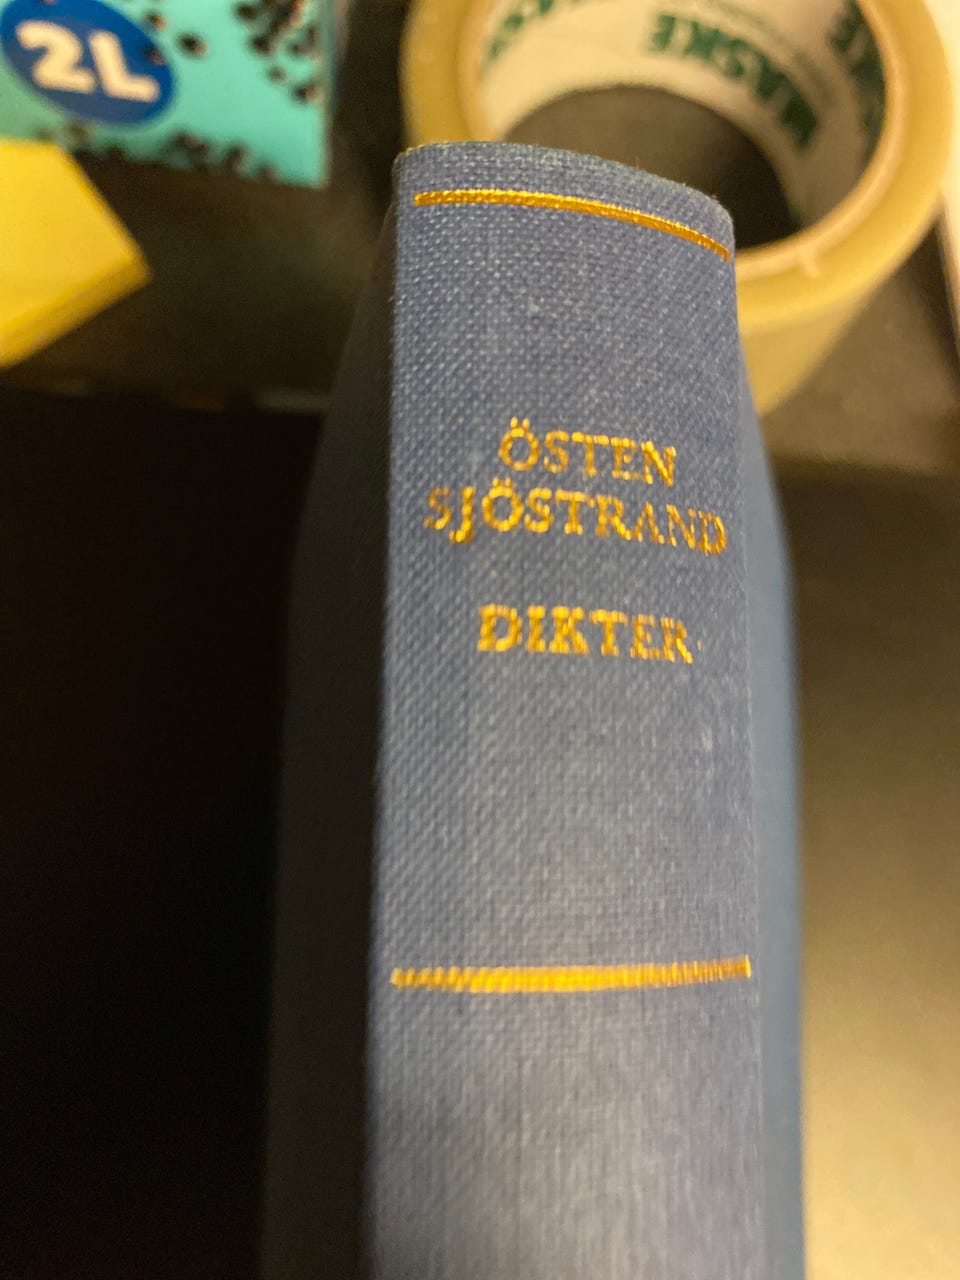 2L
ÖSTEN
SJÖSTRAND
DIKTER